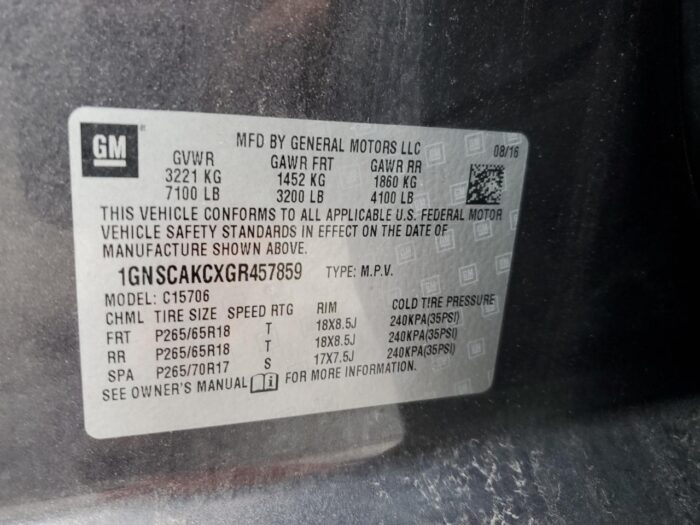 GM
MFD BY GENERAL MOTORS LLC
08/16
GVWR GAWR FRT GAWR RR
3221 KG 1452 KG 1860 KG
7100 LB 3200 LB 4100 LB
THIS VEHICLE CONFORMS TO ALL APPLICABLE U.S. FEDERAL MOTOR
VEHICLE SAFETY STANDARDS IN EFFECT ON THE DATE OF
MANUFACTURE SHOWN ABOVE.
1GNSCAKCXGR457859 TYPE: M.P.V.
MODEL: C15706
CHML TIRE SIZE SPEED RTG RIM COLD TIRE PRESSURE
FRT P265/65R18 T 18X8.5J 240KPA(35PSI)
RR P265/65R18 T 18X8.5J 240KPA(35PSI)
SPA P265/70R17 S 17X7.5J 240KPA(35PSI)
SEE OWNER'S MANUAL FOR MORE INFORMATION.